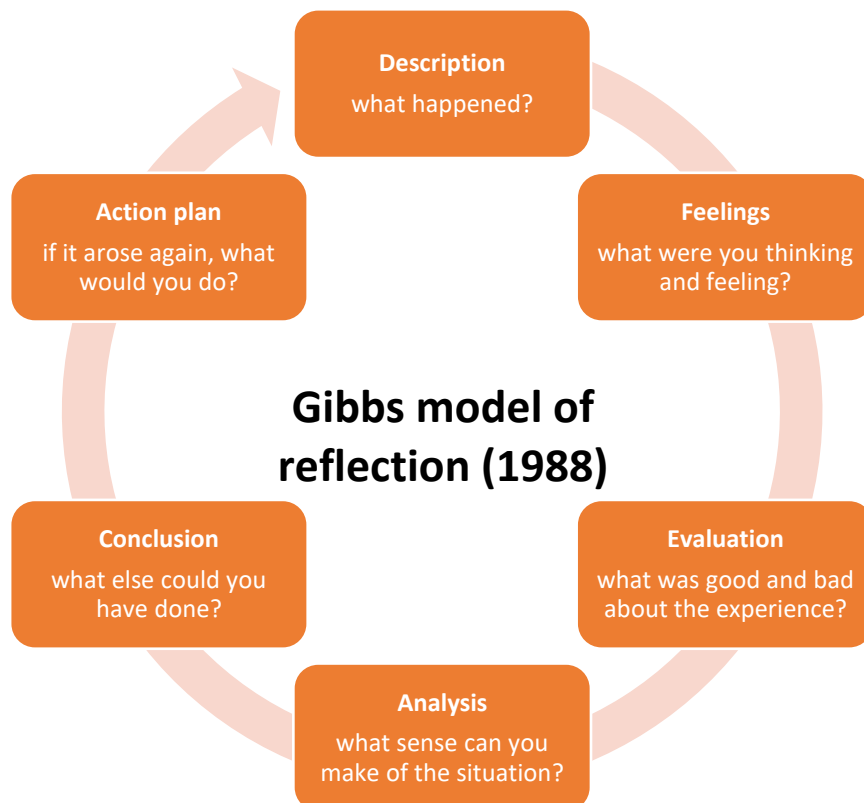 Description
what happened?
Feelings
what were you thinking
and feeling?
Evaluation
what was good and bad
about the experience?
Analysis
what sense can you
make of the situation?
Conclusion
what else could you
have done?
Action plan
if it arose again, what
would you do?
Gibbs model of
reflection (1988)